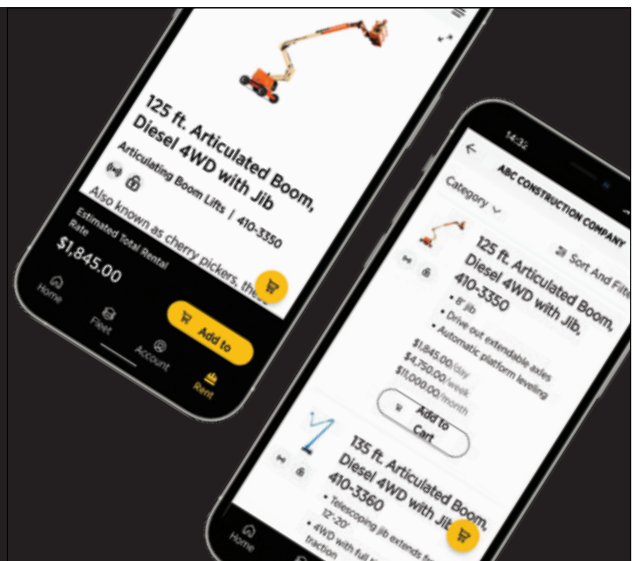 125 ft. Articulated Boom,
Diesel 4WD with Jib
Articulating Boom Lifts | 410-3350
Also known as cherry pickers,
Estimated Total Rental
Rate
$1,845.00
Add to
Home
Fleet
Account
Rent
14:32
ABC CONSTRUCTION COMPANY
Category
Sort And
125 ft. Articulated Boom,
Diesel 4WD with Jib,
410-3350
• 8' jib
• Drive out extendable axles
• Automatic platform leveling
$1,845.00/day
$4,750.00/week
$11,000.00/month
Add to
Cart
135 ft. Articulated Boom,
Diesel 4WD with Jib,
410-3360
• Telescoping jib extends
12'-20'
• 4WD with full
traction
Home